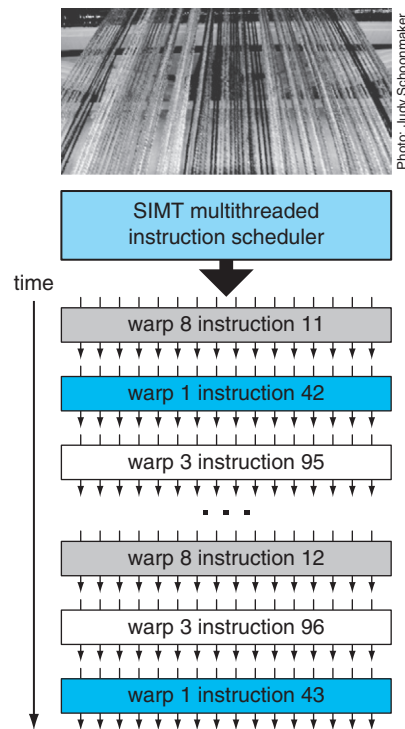 Photo: Judy Schoonmaker
SIMT multithreaded
instruction scheduler
time
warp 8 instruction 11
warp 1 instruction 42
warp 3 instruction 95
. . .
warp 8 instruction 12
warp 3 instruction 96
warp 1 instruction 43